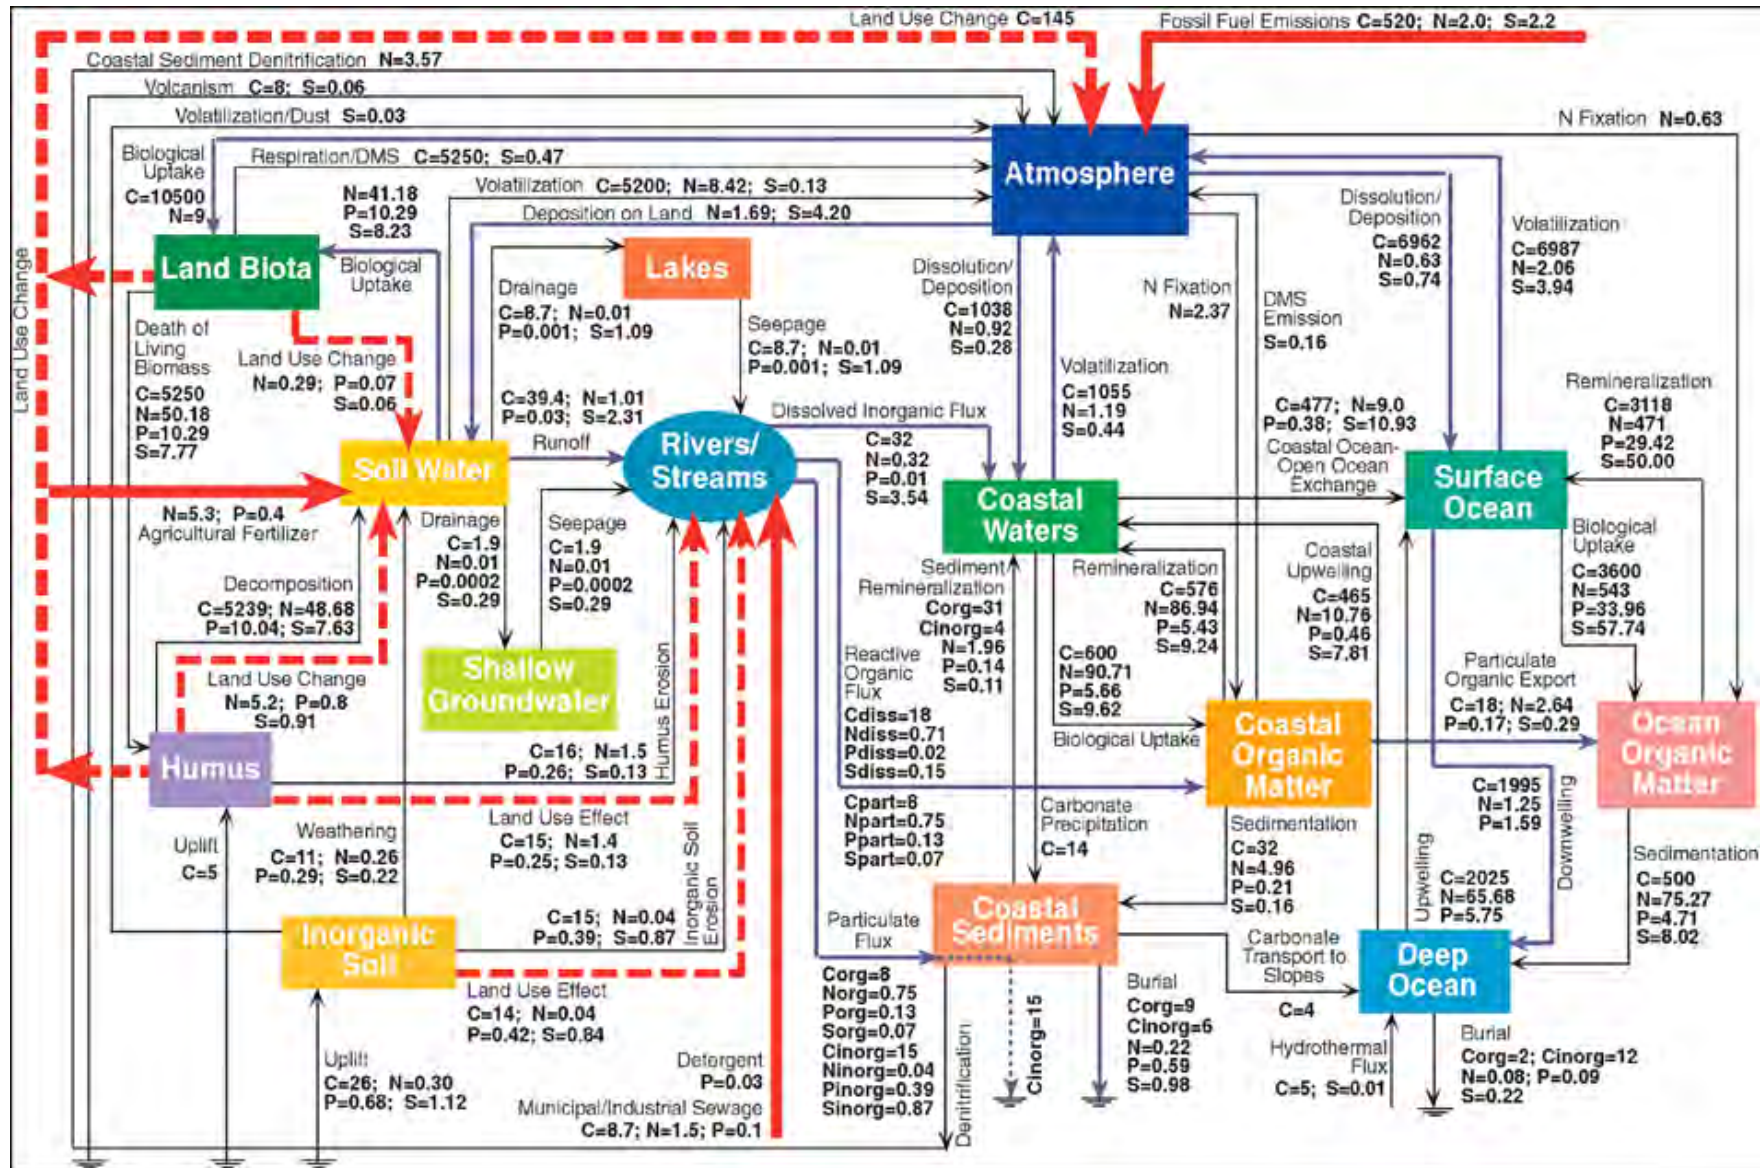 Land Use Change C=145
Fossil Fuel Emissions C=520; N=2.0; S=2.2
Coastal Sediment Denitrification N=3.57
Volcanism C=8; S=0.06
Volatilization/Dust S=0.03
N Fixation N=0.63
Biological
Uptake
C=10500
N=9
Respiration/DMS C=5250; S=0.47
Volatilization C=5200; N=8.42; S=0.13
Deposition on Land N=1.69; S=4.20
N=41.18
P=10.29
S=8.23
Biological
Uptake
Atmosphere
Land Biota
Lakes
Land Use Change
Drainage
C=8.7; N=0.01
P=0.001; S=1.09
Seepage
C=8.7; N=0.01
P=0.001; S=1.09
Dissolution/
Deposition
C=1038
N=0.92
S=0.28
Volatilization
C=1055
N=1.19
S=0.44
N Fixation
N=2.37
DMS
Emission
S=0.16
Dissolution/
Deposition
C=6962
N=0.63
S=0.74
Volatilization
C=6987
N=2.06
S=3.94
Death of
Living
Biomass
C=5250
N=50.18
P=10.29
S=7.77
Land Use Change
N=0.29; P=0.07
S=0.06
C=39.4; N=1.01
P=0.03; S=2.31
Runoff
Soil Water
Rivers/
Streams
Dissolved Inorganic Flux
C=32
N=0.32
P=0.01
S=3.54
Coastal
Waters
C=477; N=9.0
P=0.38; S=10.93
Coastal Ocean-
Open Ocean
Exchange
Surface
Ocean
Remineralization
C=3118
N=471
P=29.42
S=50.00
N=5.3; P=0.4
Agricultural Fertilizer
Drainage
C=1.9
N=0.01
P=0.0002
S=0.29
Seepage
C=1.9
N=0.01
P=0.0002
S=0.29
Decomposition
C=5239; N=48.68
P=10.04; S=7.63
Shallow
Groundwater
Land Use Change
N=5.2; P=0.8
S=0.91
Humus
C=16; N=1.5
P=0.26; S=0.13
Humus Erosion
Sediment
Remineralization
Corg=31
Cinorg=4
N=1.96
P=0.14
S=0.11
Remineralization
C=576
N=86.94
P=5.43
S=9.24
C=600
N=90.71
P=5.66
S=9.62
Biological Uptake
Coastal
Upwelling
C=465
N=10.76
P=0.46
S=7.81
Biological
Uptake
C=3600
N=543
P=33.96
S=57.74
Particulate
Organic Export
C=18; N=2.64
P=0.17; S=0.29
Reactive
Organic
Flux
Cdiss=18
Ndiss=0.71
Pdiss=0.02
Sdiss=0.15
Cpart=8
Npart=0.75
Ppart=0.13
Spart=0.07
Coastal
Organic
Matter
Ocean
Organic
Matter
Land Use Effect
C=15; N=1.4
P=0.25; S=0.13
Inorganic Soil
Erosion
Uplift
C=5
Weathering
C=11; N=0.26
P=0.29; S=0.22
Carbonate
Precipitation
C=14
Sedimentation
C=32
N=4.96
P=0.21
S=0.16
C=1995
N=1.25
P=1.59
Downwelling
Upwelling
C=2025
N=65.68
P=5.75
Sedimentation
C=500
N=75.27
P=4.71
S=8.02
Inorganic
Soil
C=15; N=0.04
P=0.39; S=0.87
Land Use Effect
C=14; N=0.04
P=0.42; S=0.84
Uplift
C=26; N=0.30
P=0.68; S=1.12
Detergent
P=0.03
Municipal/Industrial Sewage
C=8.7; N=1.5; P=0.1
Particulate
Flux
Corg=8
Norg=0.75
Porg=0.13
Sorg=0.07
Cinorg=15
Ninorg=0.04
Pinorg=0.39
Sinorg=0.87
Coastal
Sediments
Denitrification
Cinorg=15
Burial
Corg=9
Cinorg=6
N=0.22
P=0.59
S=0.98
Carbonate
Transport to
Slopes
C=4
Deep
Ocean
Hydrothermal
Flux
C=5; S=0.01
Burial
Corg=2; Cinorg=12
N=0.08; P=0.09
S=0.22